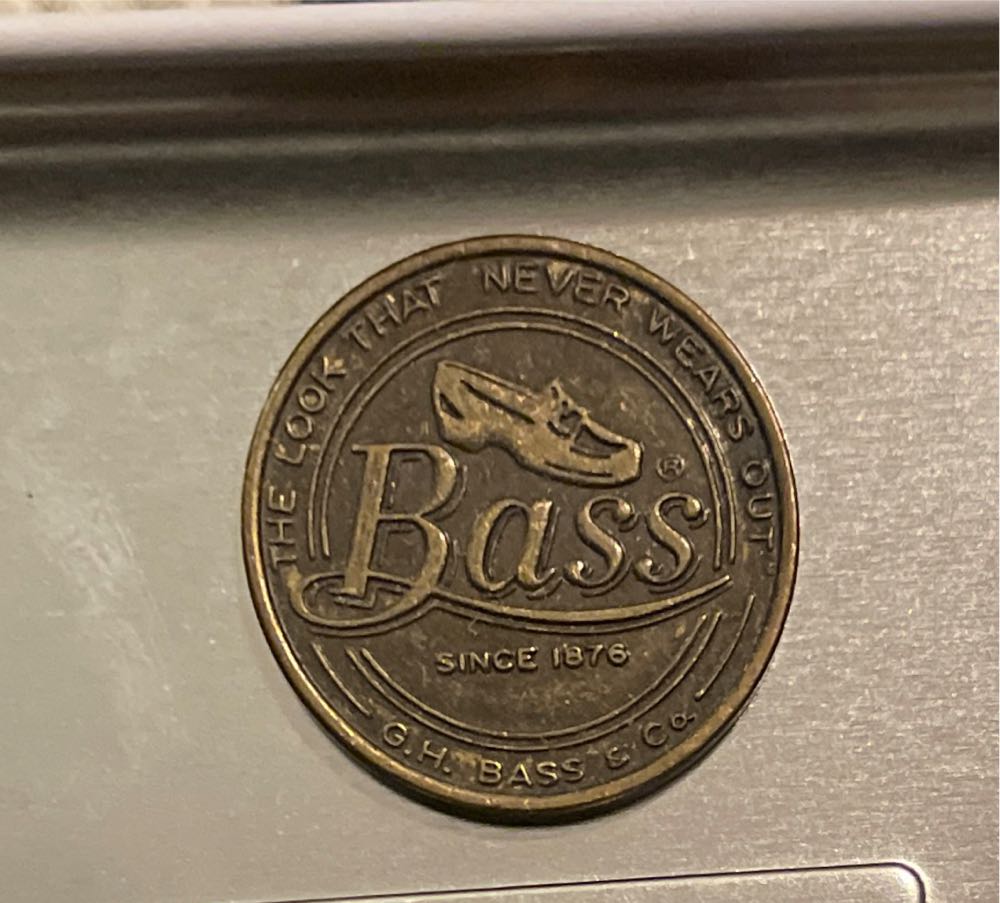 THE LOOK THAT NEVER WEARS OUT
Bass®
SINCE 1876
G.H. BASS & Co.